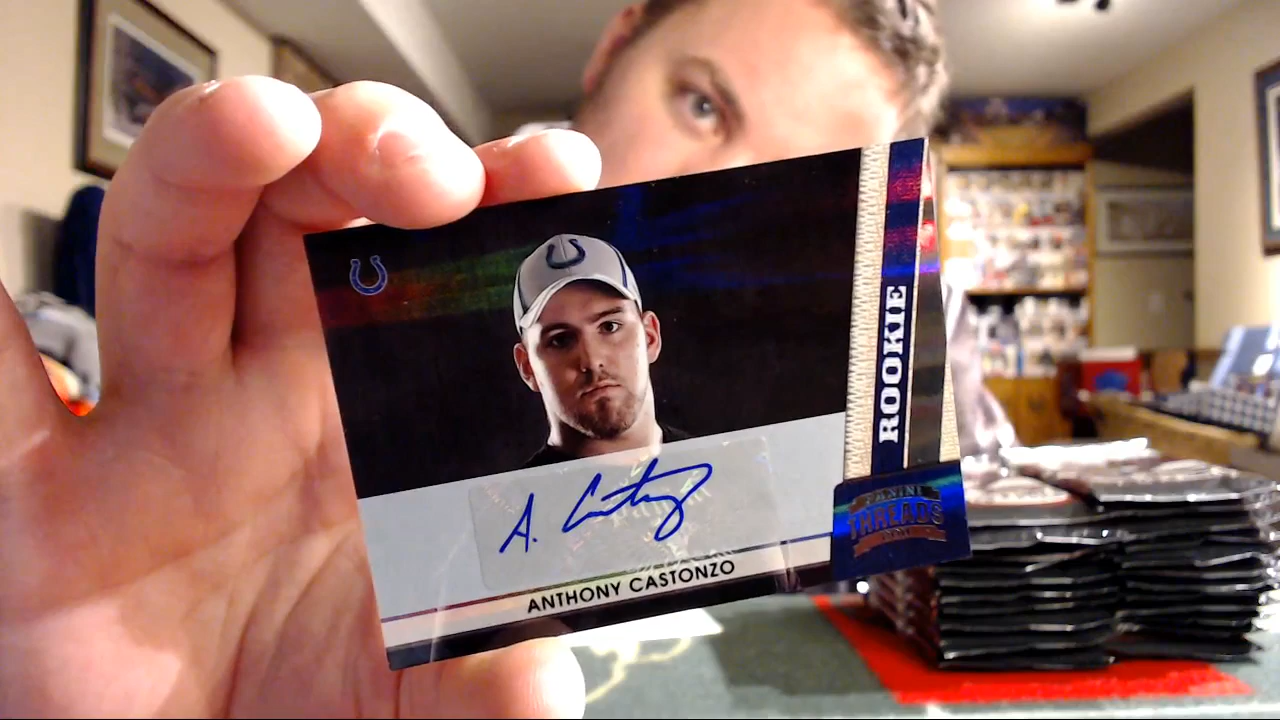 ROOKIE
PANINI
THREADS
A. Castonzo
ANTHONY CASTONZO